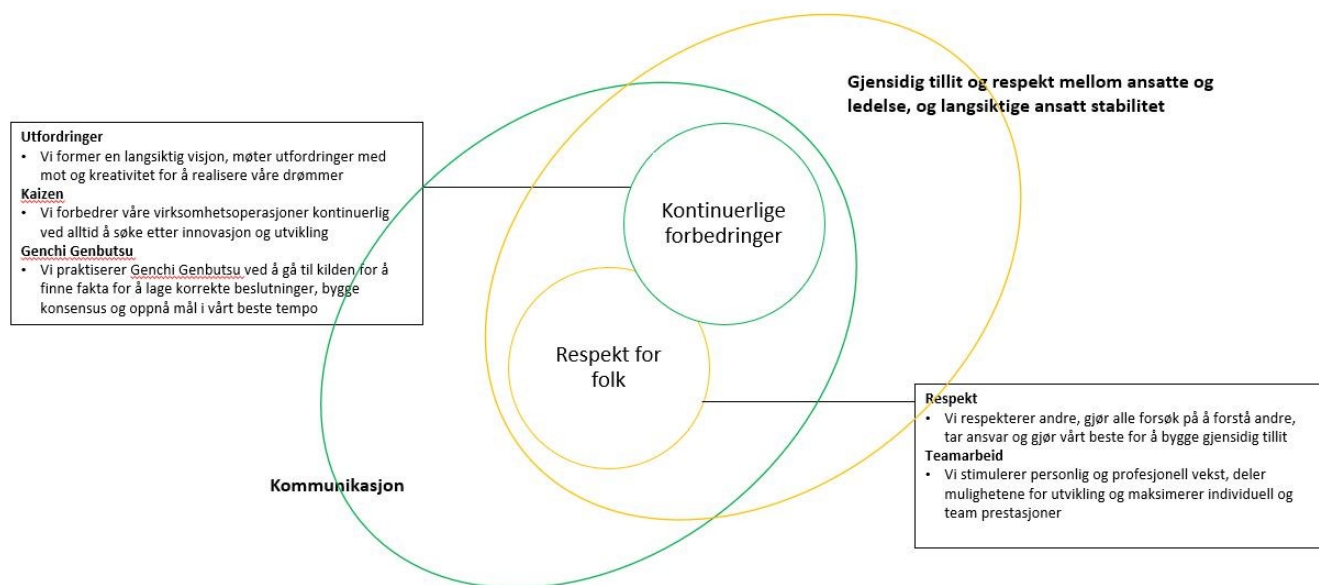 Gjensidig tillit og respekt mellom ansatte og
ledelse, og langsiktige ansatt stabilitet
Utfordringer
• Vi former en langsiktig visjon, møter utfordringer med
mot og kreativitet for å realisere våre drømmer
Kaizen
• Vi forbedrer våre virksomhetsoperasjoner kontinuerlig
ved alltid å søke etter innovasjon og utvikling
Genchi Genbutsu
• Vi praktiserer Genchi Genbutsu ved å gå til kilden for å
finne fakta for å lage korrekte beslutninger, bygge
konsensus og oppnå mål i vårt beste tempo
Kontinuerlige
forbedringer
Respekt for
folk
Respekt
• Vi respekterer andre, gjør alle forsøk på å forstå andre,
tar ansvar og gjør vårt beste for å bygge gjensidig tillit
Teamarbeid
• Vi stimulerer personlig og profesjonell vekst, deler
mulighetene for utvikling og maksimerer individuell og
team prestasjoner
Kommunikasjon